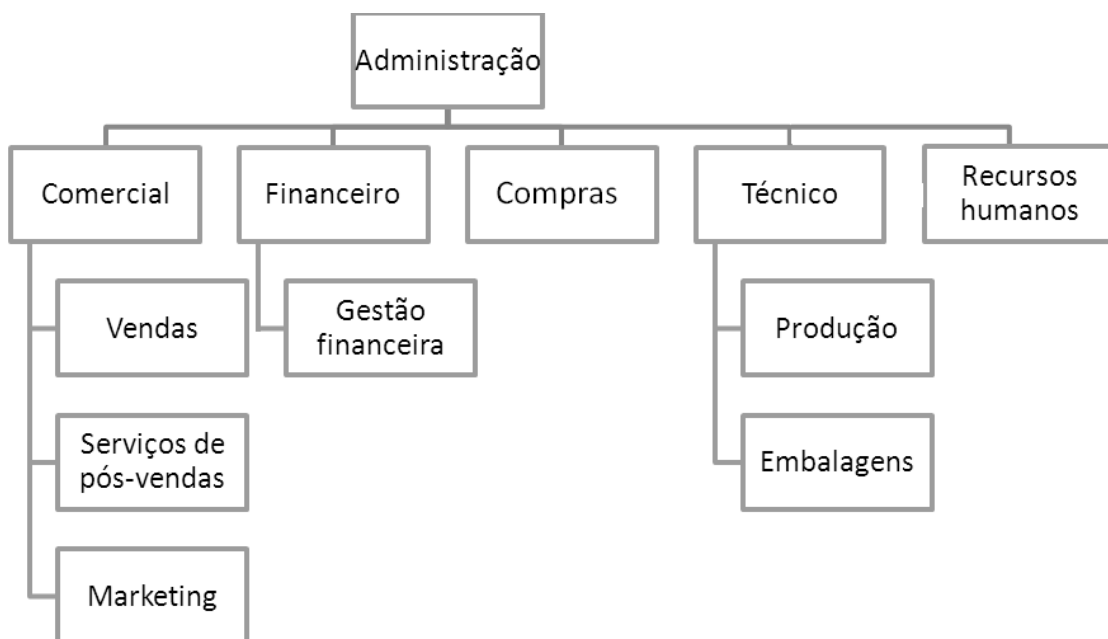 Administração
Comercial
Financeiro
Compras
Técnico
Recursos
humanos
Vendas
Gestão
financeira
Produção
Serviços de
pós-vendas
Embalagens
Marketing